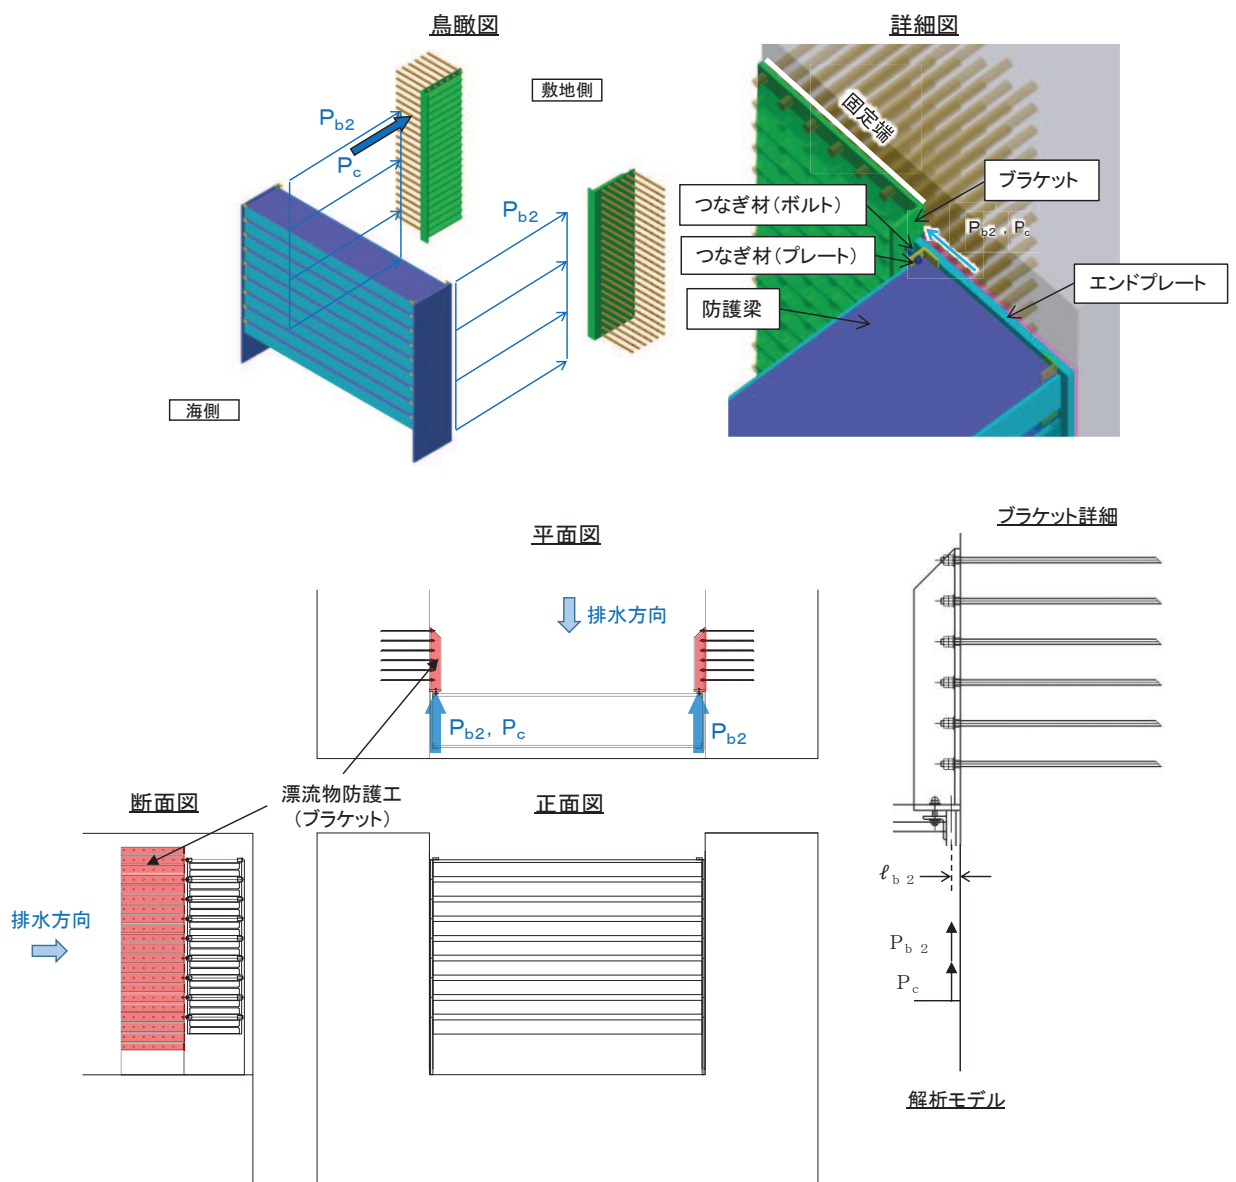 鳥瞰図
敷地側
Pb2
Pc
Pb2
海側
詳細図
固定端
ブラケット
つなぎ材（ボルト）
Pb2 , Pc
つなぎ材（プレート）
エンドプレート
防護梁
平面図
排水方向
Pb2, Pc
Pb2
ブラケット詳細
ℓb2
Pb2
Pc
解析モデル
断面図
漂流物防護工
（ブラケット）
排水方向
正面図